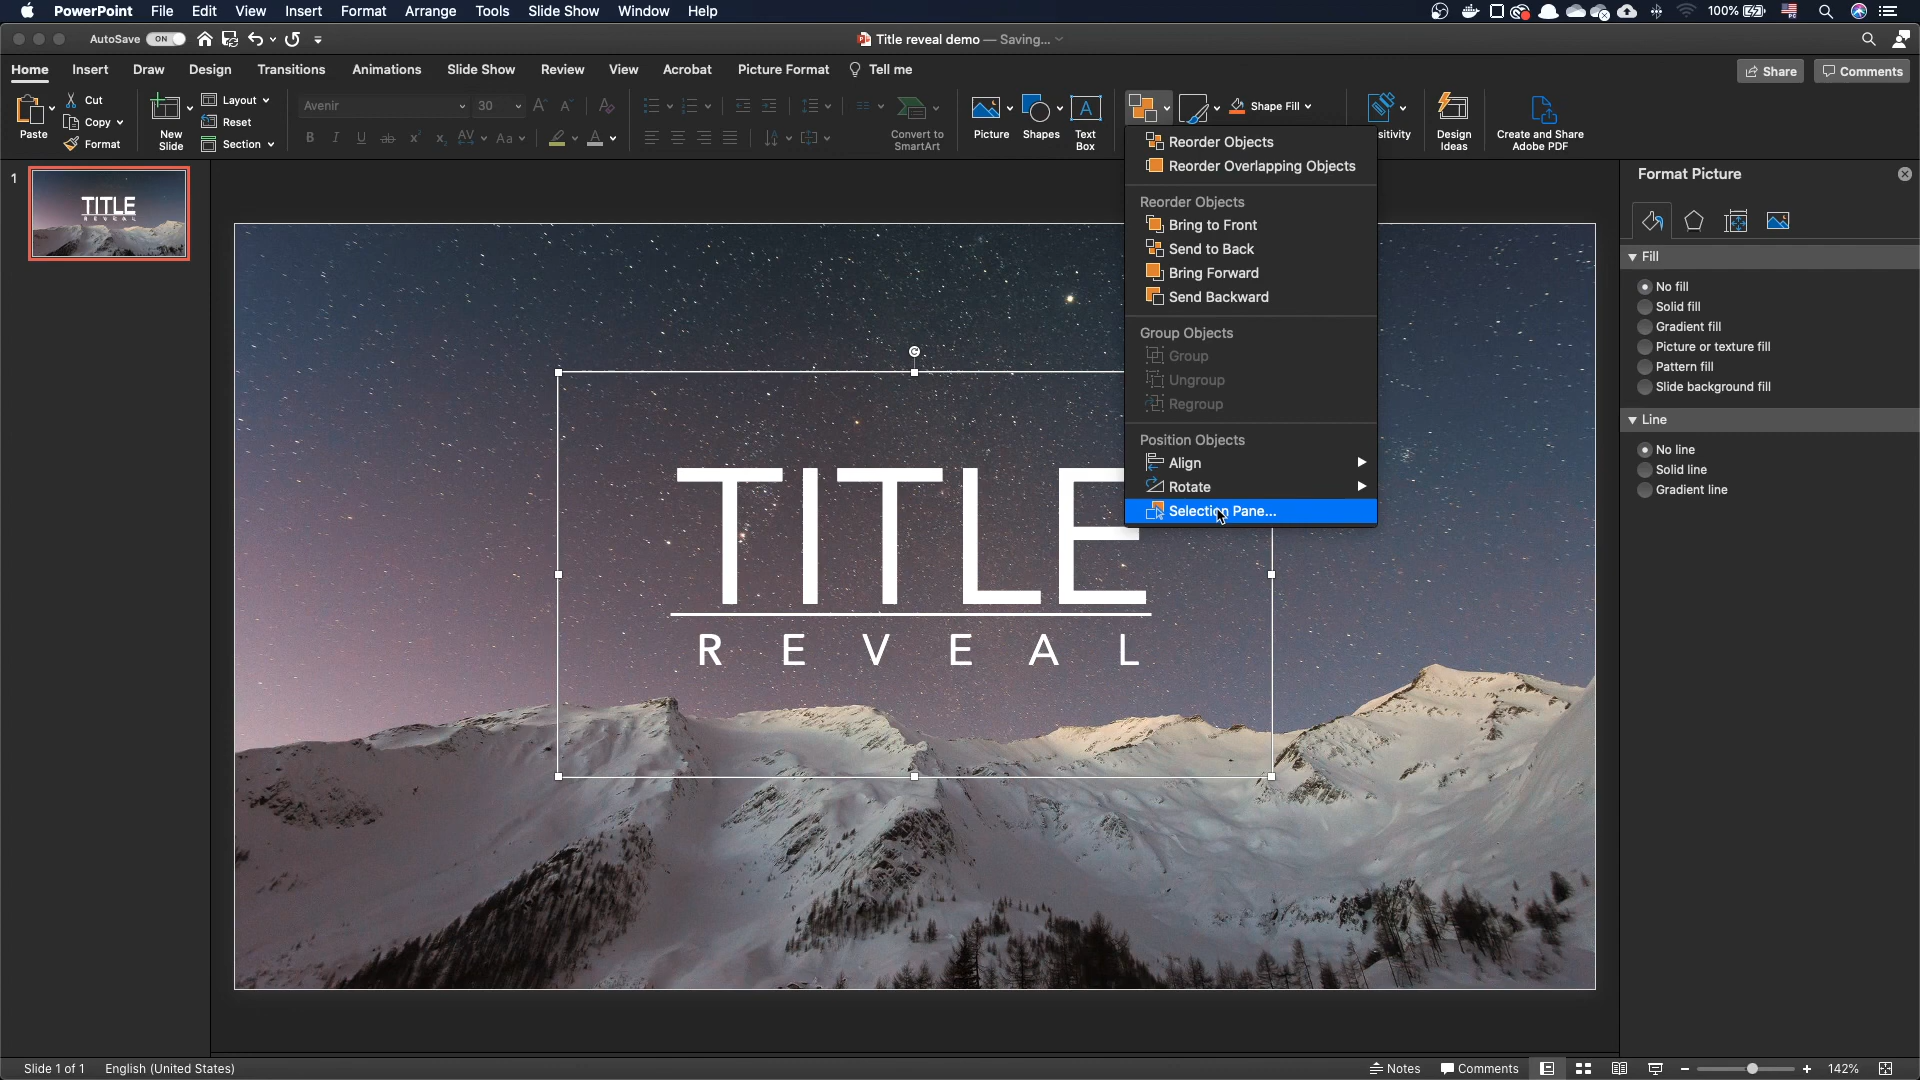 PowerPoint File Edit View Insert Format Arrange Tools Slide Show Window Help 100%
AutoSave ON Title reveal demo — Saving...
Home Insert Draw Design Transitions Animations Slide Show Review View Acrobat Picture Format Tell me Share Comments
Paste
Cut
Copy
Format
New Slide
Layout
Reset
Section
Avenir 30
Convert to SmartArt
Picture
Shapes
Text Box
Shape Fill
sitivity
Design Ideas
Create and Share Adobe PDF
Reorder Objects
Reorder Overlapping Objects
Reorder Objects
Bring to Front
Send to Back
Bring Forward
Send Backward
Group Objects
Group
Ungroup
Regroup
Position Objects
Align
Rotate
Selection Pane...
1
TITLE
REVEAL
TITLE
REVEAL
Format Picture
Fill
No fill
Solid fill
Gradient fill
Picture or texture fill
Pattern fill
Slide background fill
Line
No line
Solid line
Gradient line
Slide 1 of 1 English (United States) Notes Comments 142%